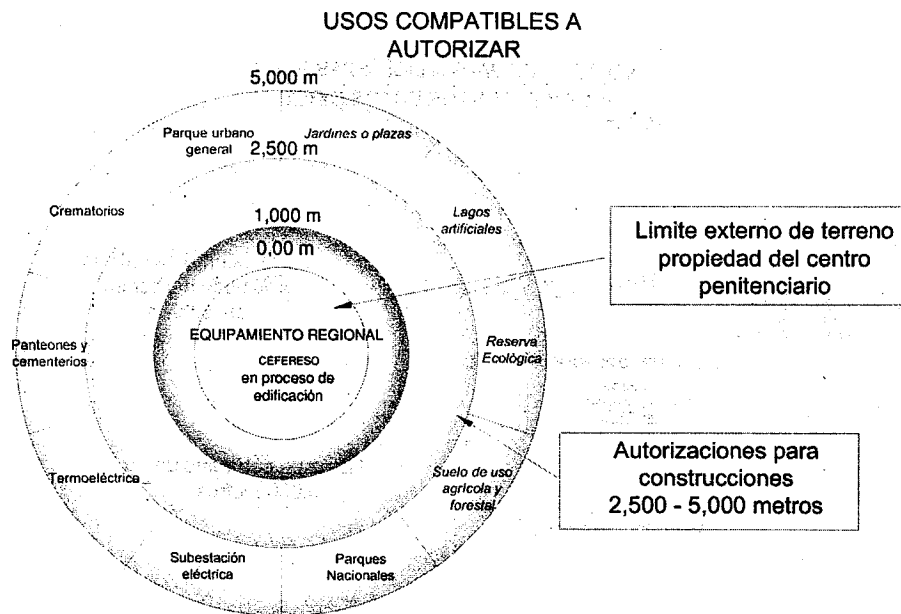 USOS COMPATIBLES A
AUTORIZAR
5,000 m
Parque urbano
general
Jardines o plazas
2,500 m
Crematorios
Lagos
artificiales
1,000 m
0,00 m
Limite externo de terreno
propiedad del centro
penitenciario
EQUIPAMIENTO REGIONAL
CEFERESO
en proceso de
edificación
Panteones y
cementerios
Reserva
Ecológica
Termoeléctrica
Suelo de uso
agrícola y
forestal
Autorizaciones para
construcciones
2,500 - 5,000 metros
Subestación
eléctrica
Parques
Nacionales